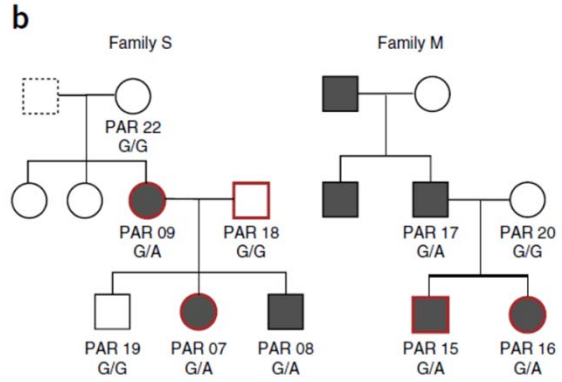 b
Family S
Family M
PAR 22
G/G
PAR 09
G/A
PAR 18
G/G
PAR 17
G/A
PAR 20
G/G
PAR 19
G/G
PAR 07
G/A
PAR 08
G/A
PAR 15
G/A
PAR 16
G/A